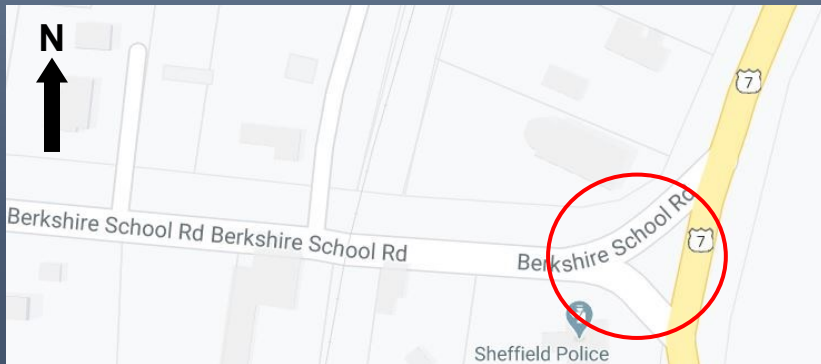 N
7
Berkshire School Rd Berkshire School Rd
Berkshire School Rd
7
Sheffield Police